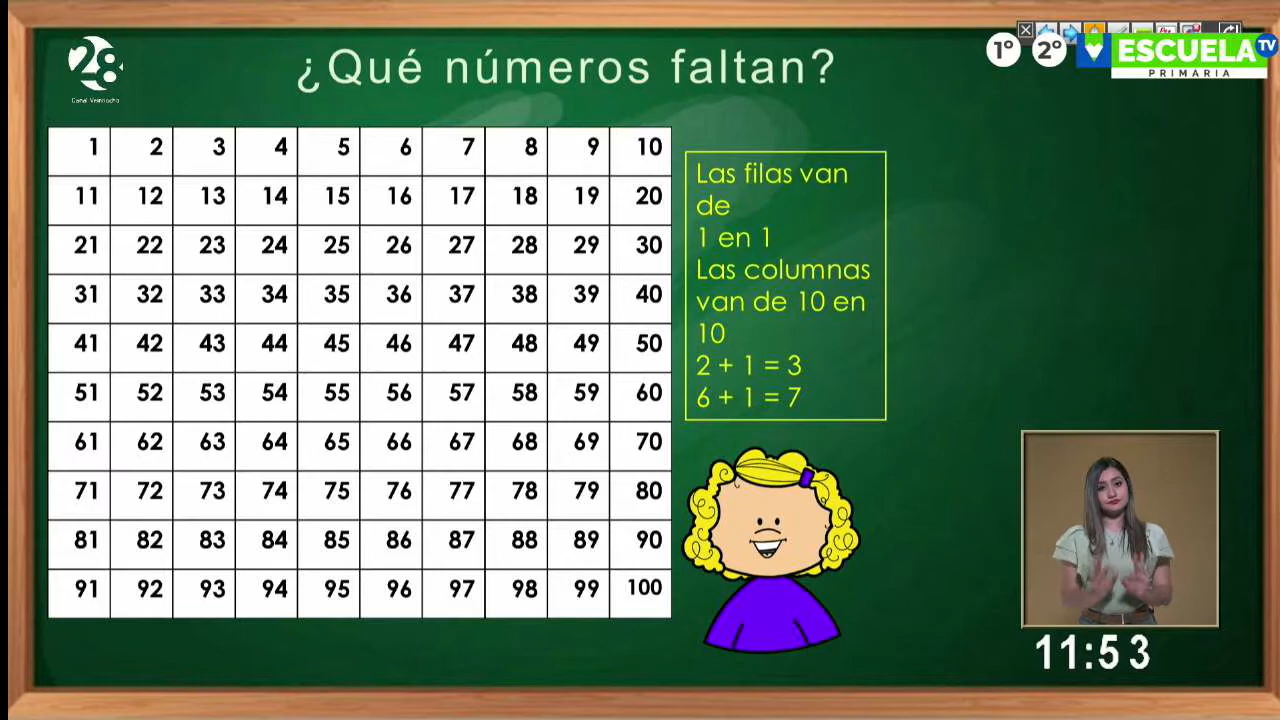 ¿Qué números faltan?
Canal Veintiocho
1° 2° ESCUELA TV
PRIMARIA
1 2 3 4 5 6 7 8 9 10
11 12 13 14 15 16 17 18 19 20
21 22 23 24 25 26 27 28 29 30
31 32 33 34 35 36 37 38 39 40
41 42 43 44 45 46 47 48 49 50
51 52 53 54 55 56 57 58 59 60
61 62 63 64 65 66 67 68 69 70
71 72 73 74 75 76 77 78 79 80
81 82 83 84 85 86 87 88 89 90
91 92 93 94 95 96 97 98 99 100
Las filas van
de
1 en 1
Las columnas
van de 10 en
10
2 + 1 = 3
6 + 1 = 7
11:53